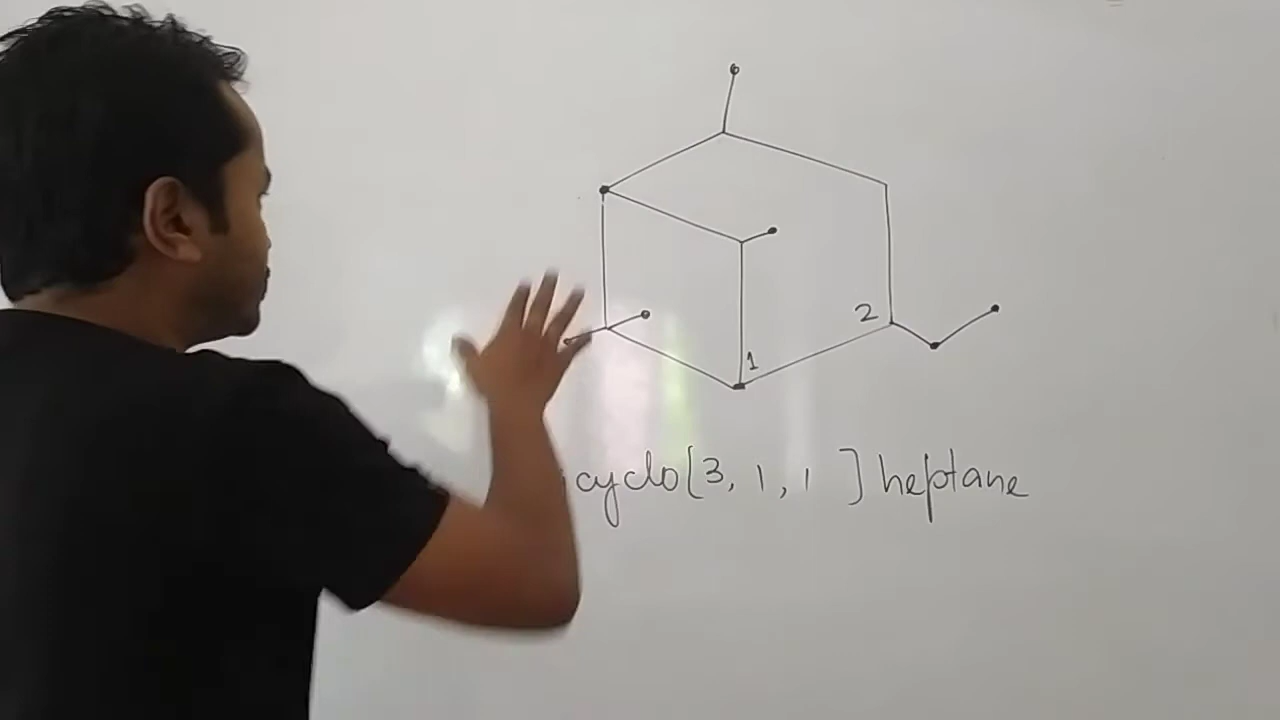 2
1
cyclo[3, 1, 1 ] heptane